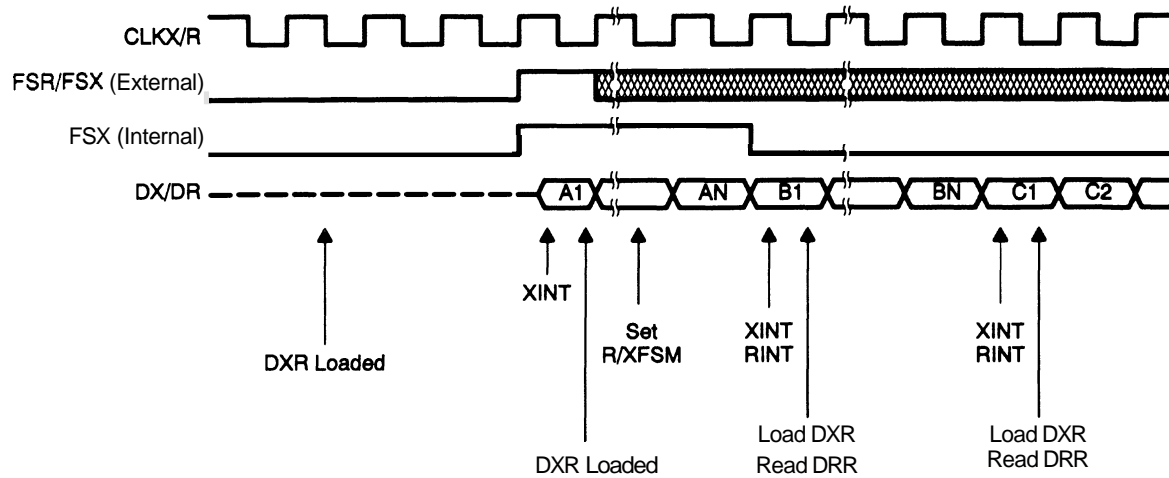 CLKX/R
FSR/FSX (External)
FSX (Internal)
DX/DR
A1 AN B1 BN C1 C2
XINT
Set
R/XFSM
XINT
RINT
XINT
RINT
DXR Loaded
DXR Loaded
Load DXR
Read DRR
Load DXR
Read DRR